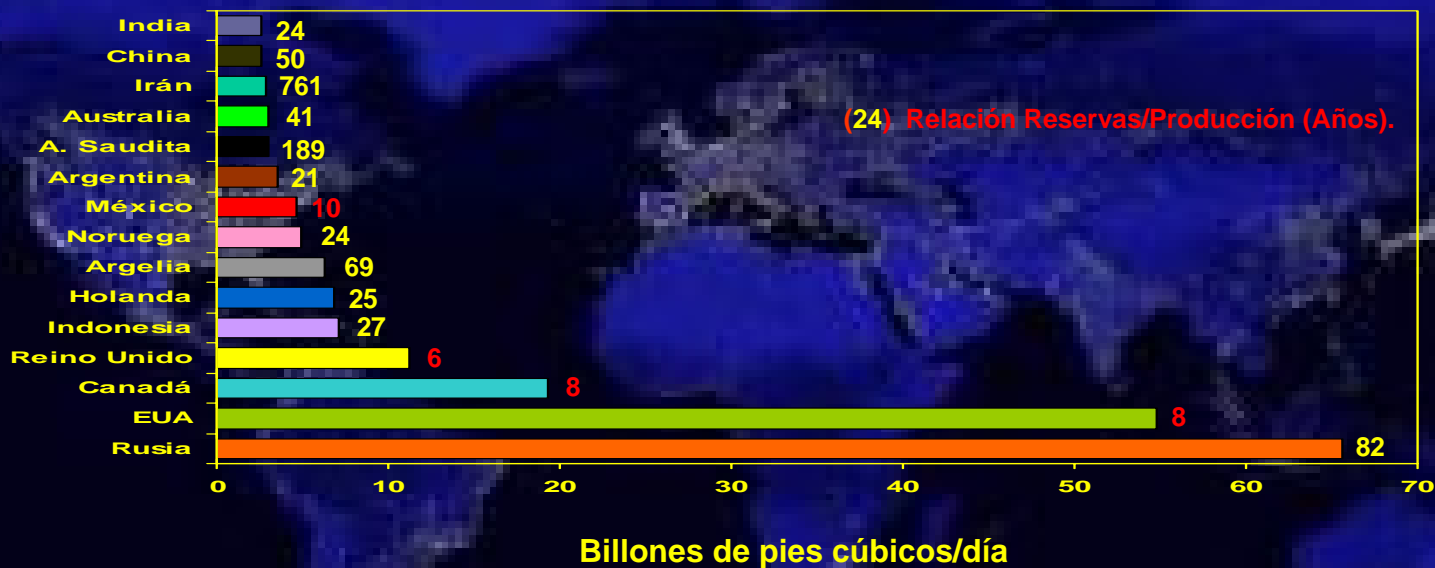 India 24
China 50
Irán 761
Australia 41
(24) Relación Reservas/Producción (Años).
A. Saudita 189
Argentina 21
México 10
Noruega 24
Argelia 69
Holanda 25
Indonesia 27
Reino Unido 6
Canadá 8
EUA 8
Rusia 82
0 10 20 30 40 50 60 70
Billones de pies cúbicos/día